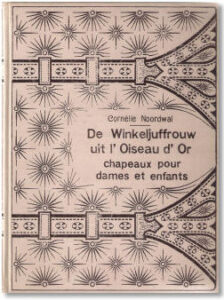 Cornélie Noordwal
De Winkeljuffrouw
uit l' Oiseau d' Or
chapeaux pour
dames et enfants